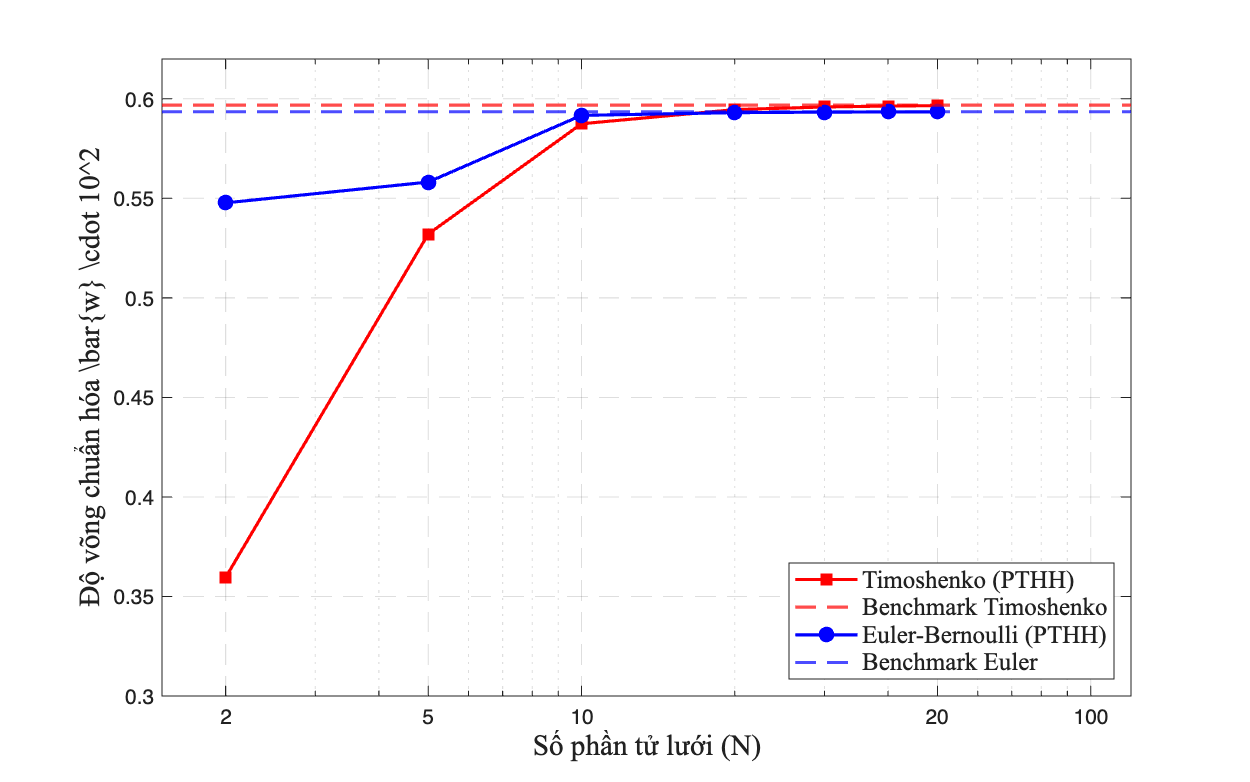 Độ võng chuẩn hóa \bar{w} \cdot 10^2
0.6
0.55
0.5
0.45
0.4
0.35
0.3
2
5
10
20
100
Số phần tử lưới (N)
Timoshenko (PTHH)
Benchmark Timoshenko
Euler-Bernoulli (PTHH)
Benchmark Euler